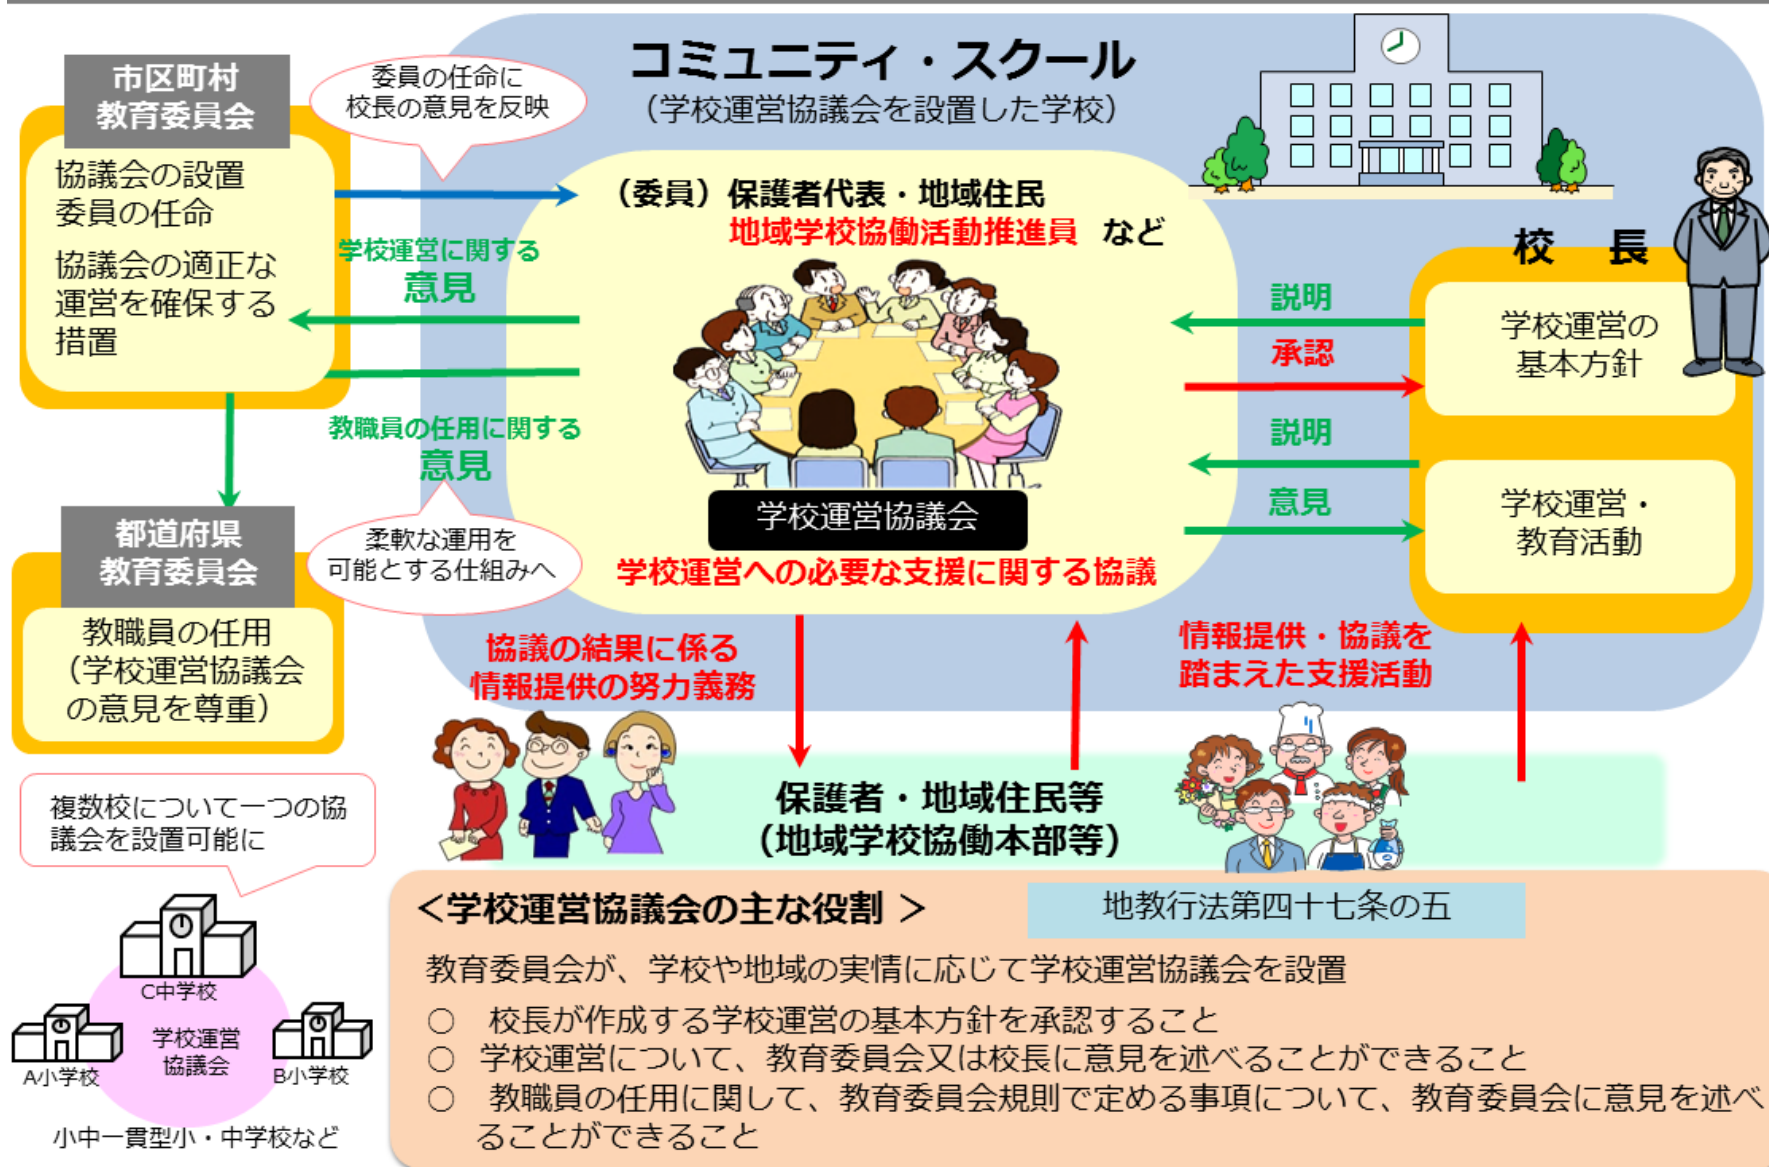 コミュニティ・スクール
(学校運営協議会を設置した学校)
市区町村
教育委員会
協議会の設置
委員の任命
協議会の適正な
運営を確保する
措置
委員の任命に
校長の意見を反映
学校運営に関する
意見
教職員の任用に関する
意見
柔軟な運用を
可能とする仕組みへ
都道府県
教育委員会
教職員の任用
(学校運営協議会
の意見を尊重)
(委員)保護者代表・地域住民
地域学校協働活動推進員 など
学校運営協議会
学校運営への必要な支援に関する協議
校 長
学校運営の
基本方針
学校運営・
教育活動
説明
承認
説明
意見
協議の結果に係る
情報提供の努力義務
情報提供・協議を
踏まえた支援活動
保護者・地域住民等
(地域学校協働本部等)
複数校について一つの協
議会を設置可能に
C中学校
学校運営
協議会
A小学校
B小学校
小中一貫型小・中学校など
<学校運営協議会の主な役割 >
地教行法第四十七条の五
教育委員会が、学校や地域の実情に応じて学校運営協議会を設置
○ 校長が作成する学校運営の基本方針を承認すること
○ 学校運営について、教育委員会又は校長に意見を述べることができること
○ 教職員の任用に関して、教育委員会規則で定める事項について、教育委員会に意見を述べ
ることができること